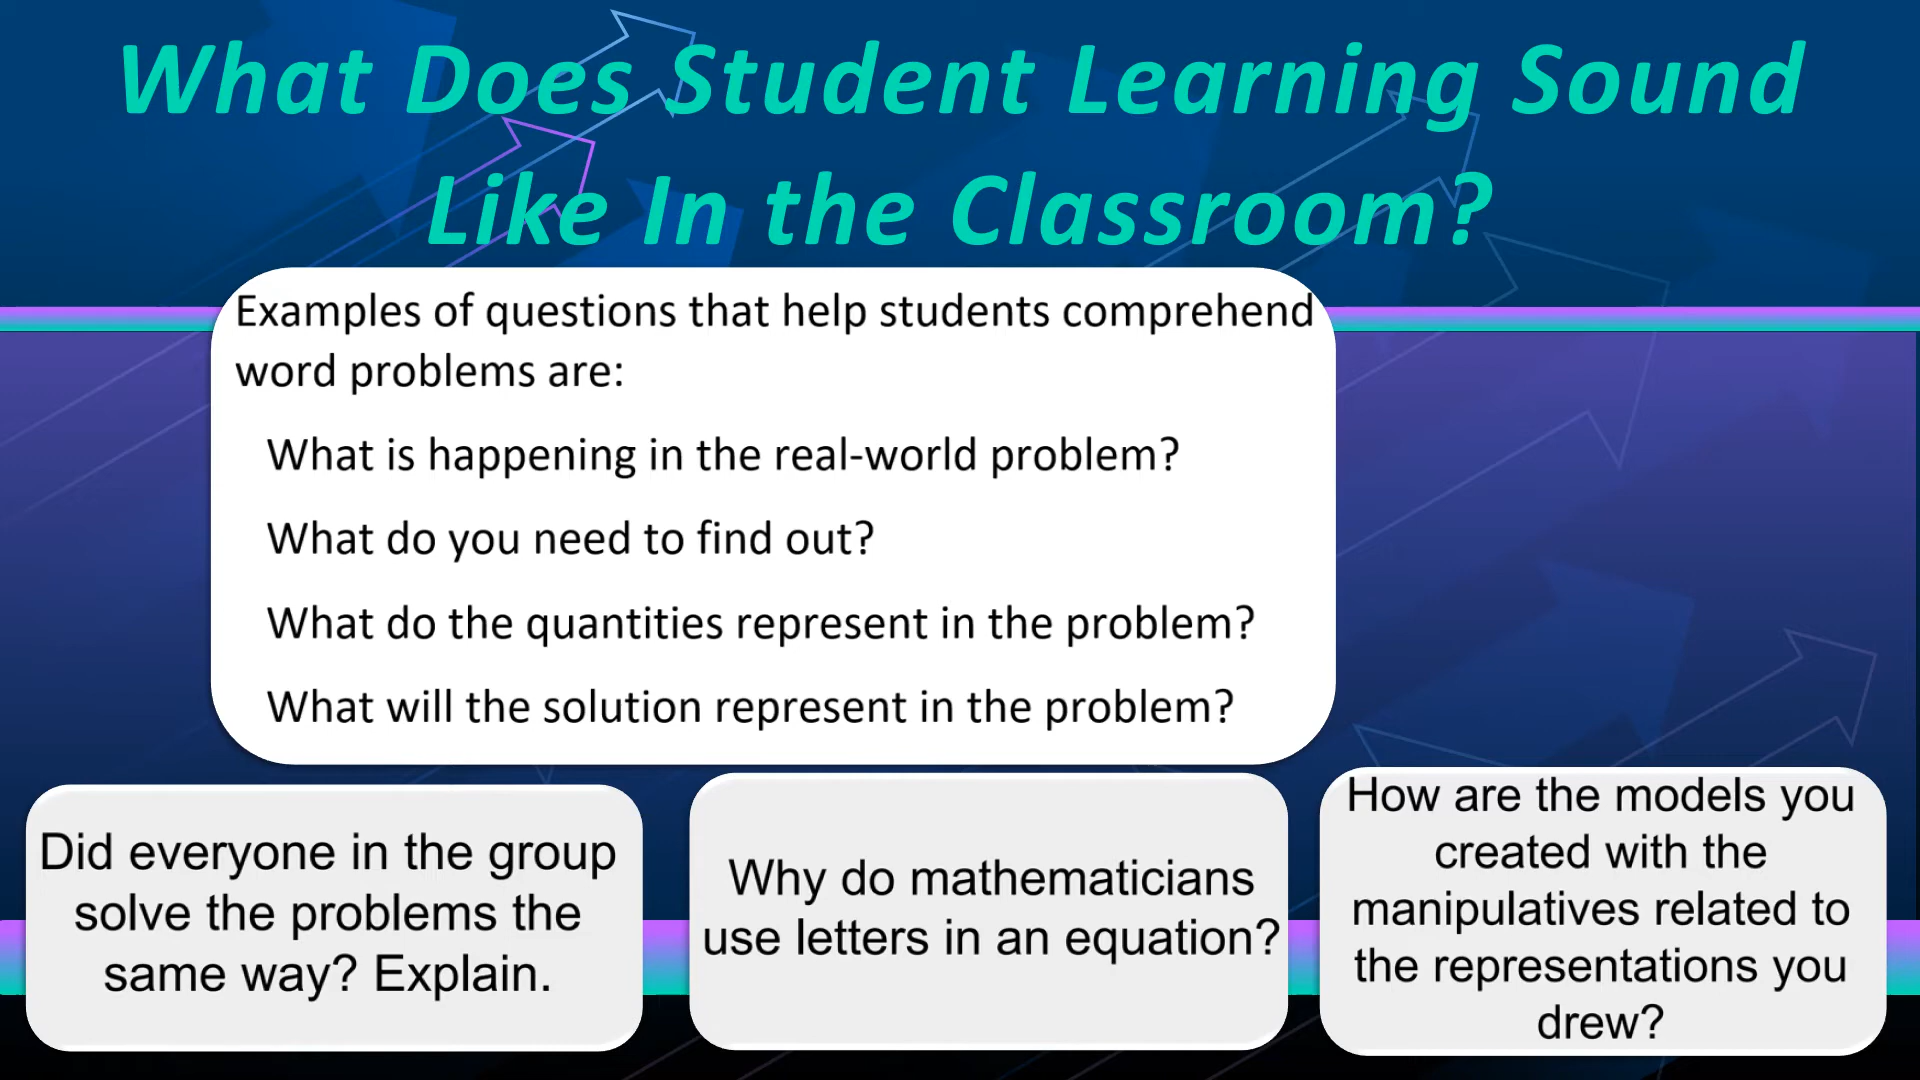 What Does Student Learning Sound
Like In the Classroom?
Examples of questions that help students comprehend
word problems are:
What is happening in the real-world problem?
What do you need to find out?
What do the quantities represent in the problem?
What will the solution represent in the problem?
Did everyone in the group
solve the problems the
same way? Explain.
Why do mathematicians
use letters in an equation?
How are the models you
created with the
manipulatives related to
the representations you
drew?